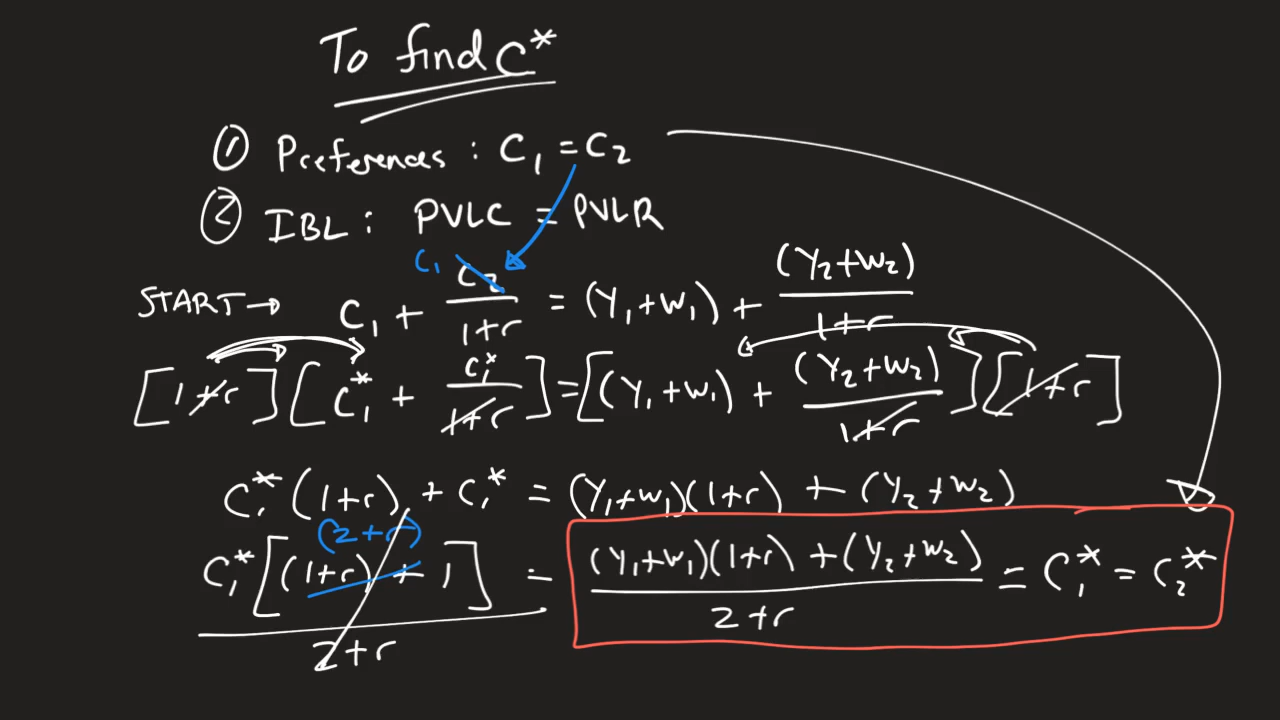 To find C*
① Preferences : C₁ = C₂
② IBL : PVLC = PVLR
START → C₁ + C₂/(1+r) = (Y₁+W₁) + (Y₂+W₂)/(1+r)
C₁
[1+r][C₁* + C₁*/(1+r)] = [(Y₁+W₁) + (Y₂+W₂)/(1+r)][1+r]
C₁*(1+r) + C₁* = (Y₁+W₁)(1+r) + (Y₂+W₂)
(2+r)
C₁*[(1+r) + 1]/(2+r) = ((Y₁+W₁)(1+r) + (Y₂+W₂))/(2+r) = C₁* = C₂*